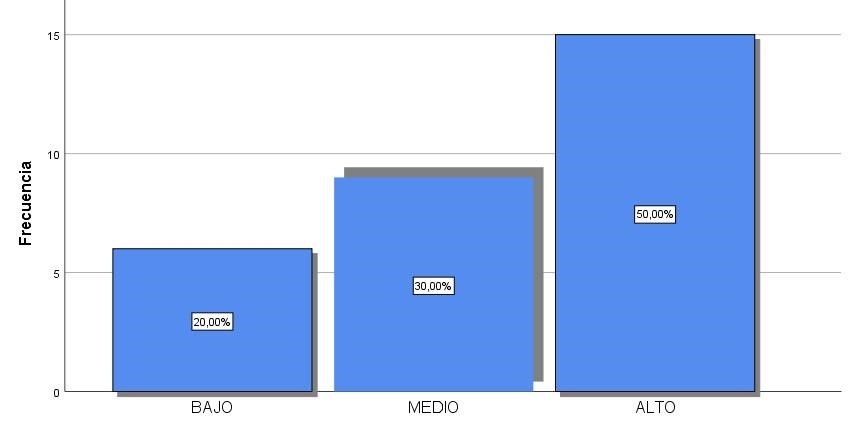 Frecuencia
15
10
5
0
20,00%
30,00%
50,00%
BAJO
MEDIO
ALTO